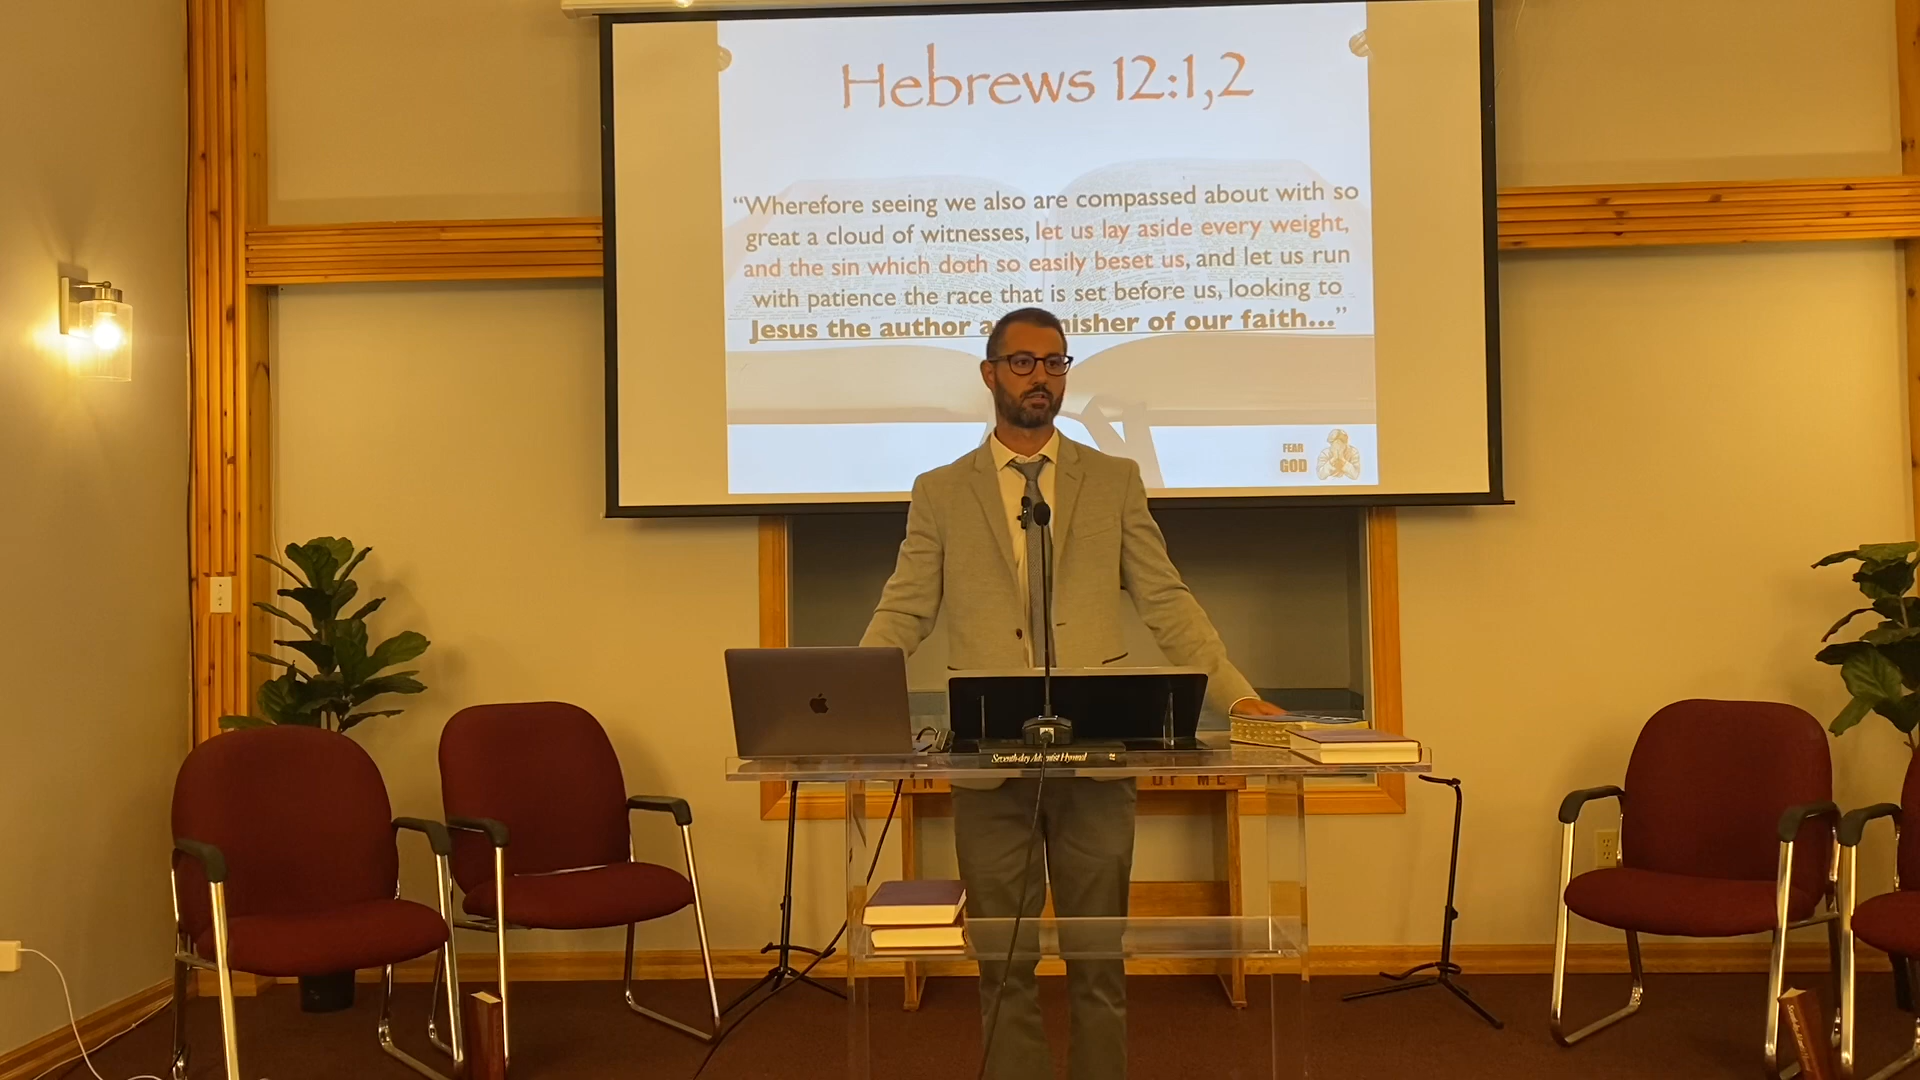 Hebrews 12:1,2
“Wherefore seeing we also are compassed about with so
great a cloud of witnesses, let us lay aside every weight,
and the sin which doth so easily beset us, and let us run
with patience the race that is set before us, looking to
Jesus the author a nisher of our faith...”
FEAR
GOD
Seventh-day Adventist Hymnal
IN OF ME